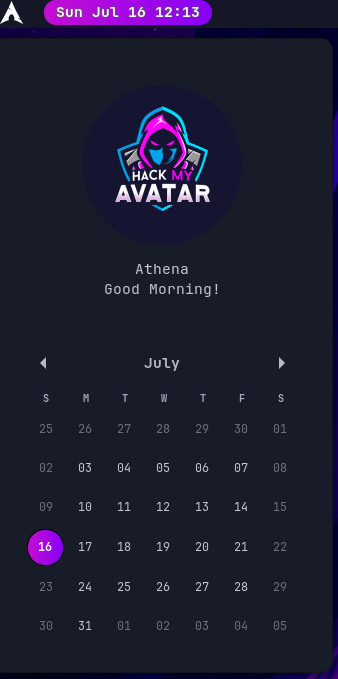 Sun Jul 16 12:13
HACK MY
AVATAR
Athena
Good Morning!
July
S M T W T F S
25 26 27 28 29 30 01
02 03 04 05 06 07 08
09 10 11 12 13 14 15
16 17 18 19 20 21 22
23 24 25 26 27 28 29
30 31 01 02 03 04 05